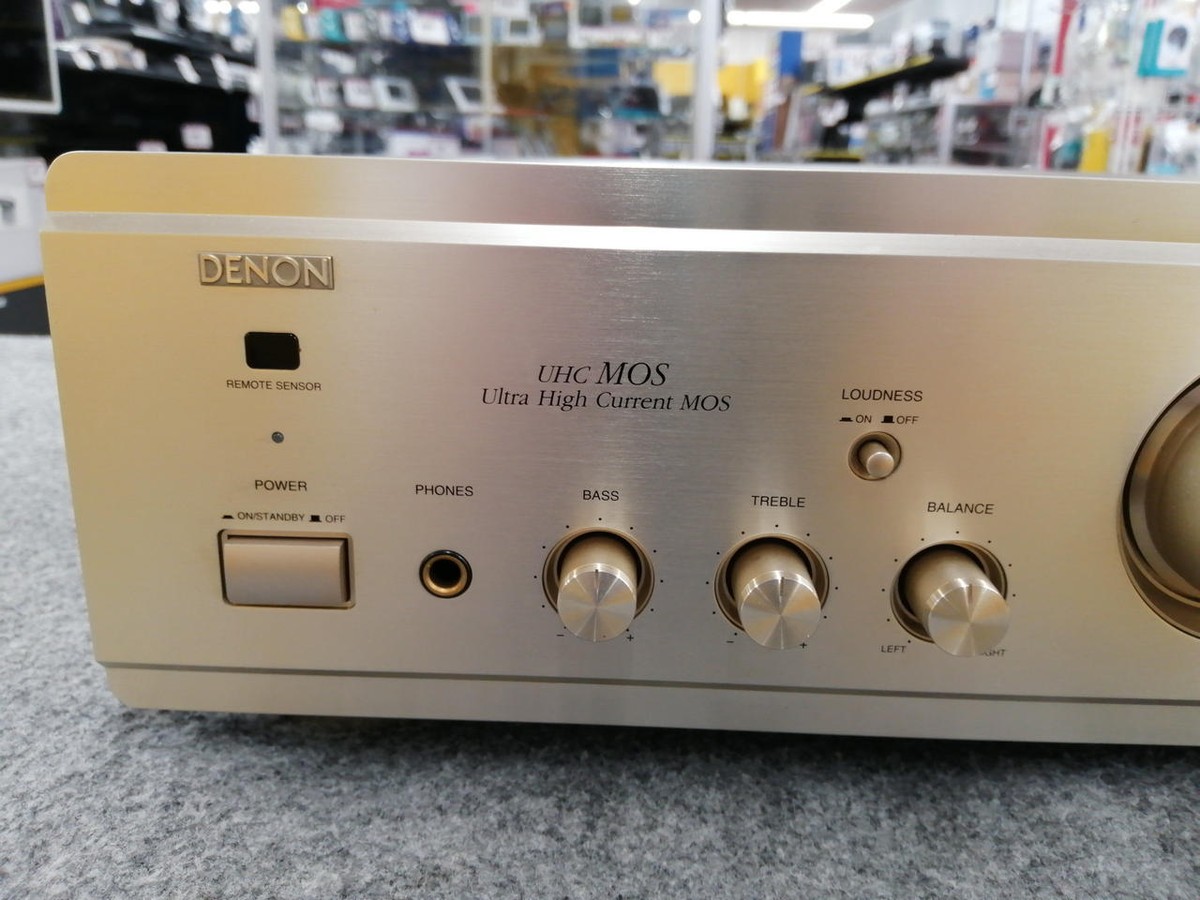 DENON
REMOTE SENSOR
UHC MOS
Ultra High Current MOS
LOUDNESS
ON OFF
POWER
ON/STANDBY OFF
PHONES
BASS
TREBLE
BALANCE
- +
- +
LEFT